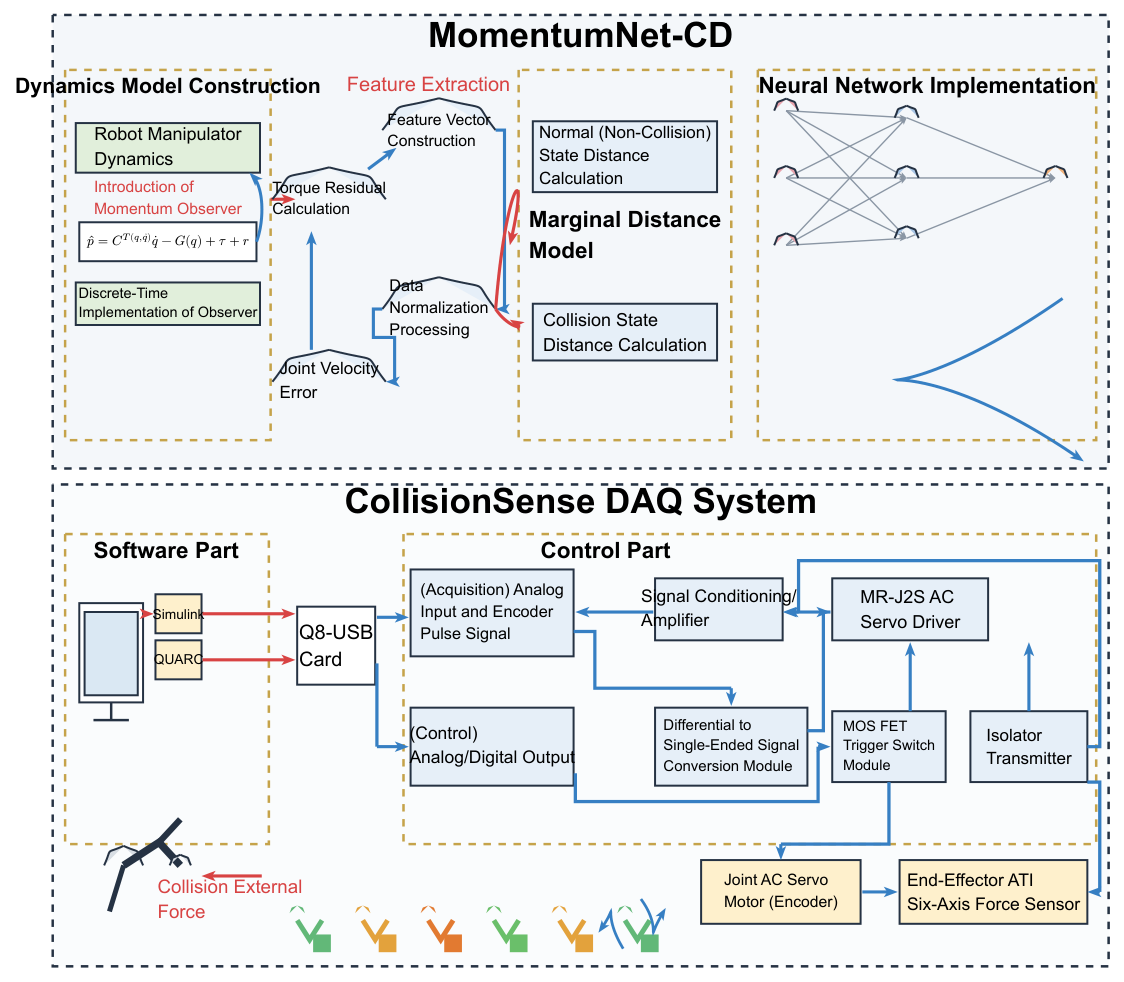 MomentumNet-CD
Dynamics Model Construction
Robot Manipulator
Dynamics
Introduction of
Momentum Observer
$\hat{p} = C^{T(q,\dot{q})}\dot{q} - G(q) + \tau + r$
Discrete-Time
Implementation of Observer
Feature Extraction
Feature Vector
Construction
Torque Residual
Calculation
Data
Normalization
Processing
Joint Velocity
Error
Normal (Non-Collision)
State Distance
Calculation
Marginal Distance
Model
Collision State
Distance Calculation
Neural Network Implementation
CollisionSense DAQ System
Software Part
Simulink
QUARC
Q8-USB
Card
Control Part
(Acquisition) Analog
Input and Encoder
Pulse Signal
Signal Conditioning/
Amplifier
MR-J2S AC
Servo Driver
(Control)
Analog/Digital Output
Differential to
Single-Ended Signal
Conversion Module
MOS FET
Trigger Switch
Module
Isolator
Transmitter
Collision External
Force
Joint AC Servo
Motor (Encoder)
End-Effector ATI
Six-Axis Force Sensor